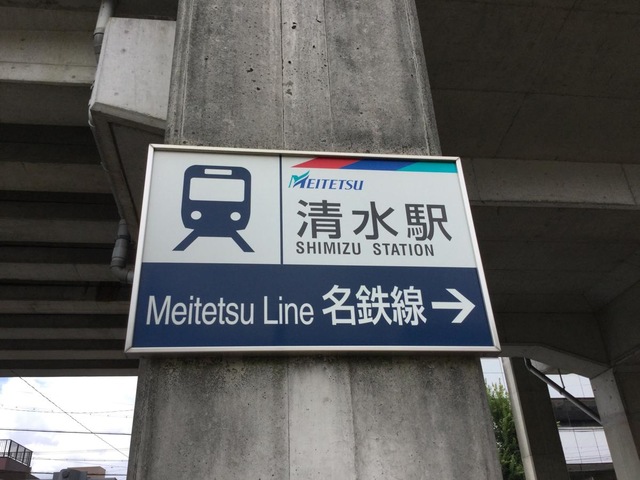 MEITETSU
清水駅
SHIMIZU STATION
Meitetsu Line 名鉄線→